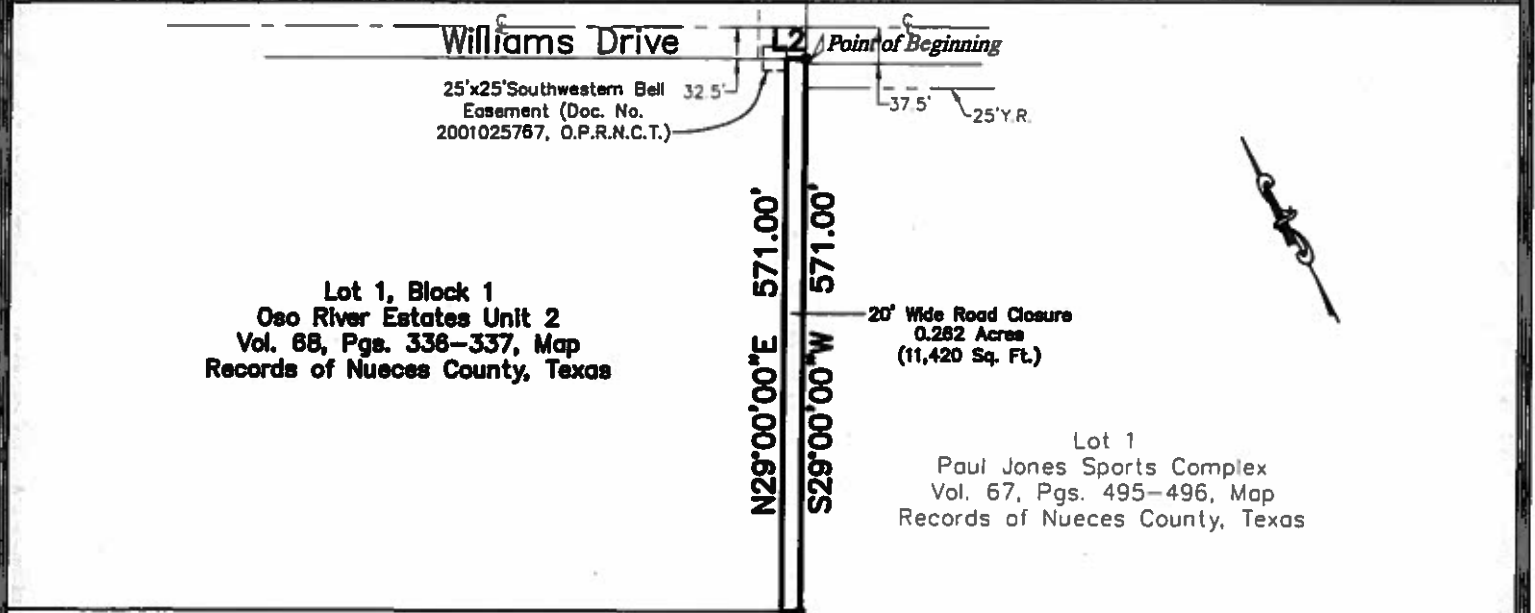 ℄
℄
Williams Drive
L2
Point of Beginning
25'x25'Southwestern Bell
Easement (Doc. No.
2001025767, O.P.R.N.C.T.)
32.5'
37.5'
25'Y.R.
N29°00'00"E 571.00'
S29°00'00"W 571.00'
Lot 1, Block 1
Oso River Estates Unit 2
Vol. 68, Pgs. 336-337, Map
Records of Nueces County, Texas
20' Wide Road Closure
0.262 Acres
(11,420 Sq. Ft.)
Lot 1
Paul Jones Sports Complex
Vol. 67, Pgs. 495-496, Map
Records of Nueces County, Texas